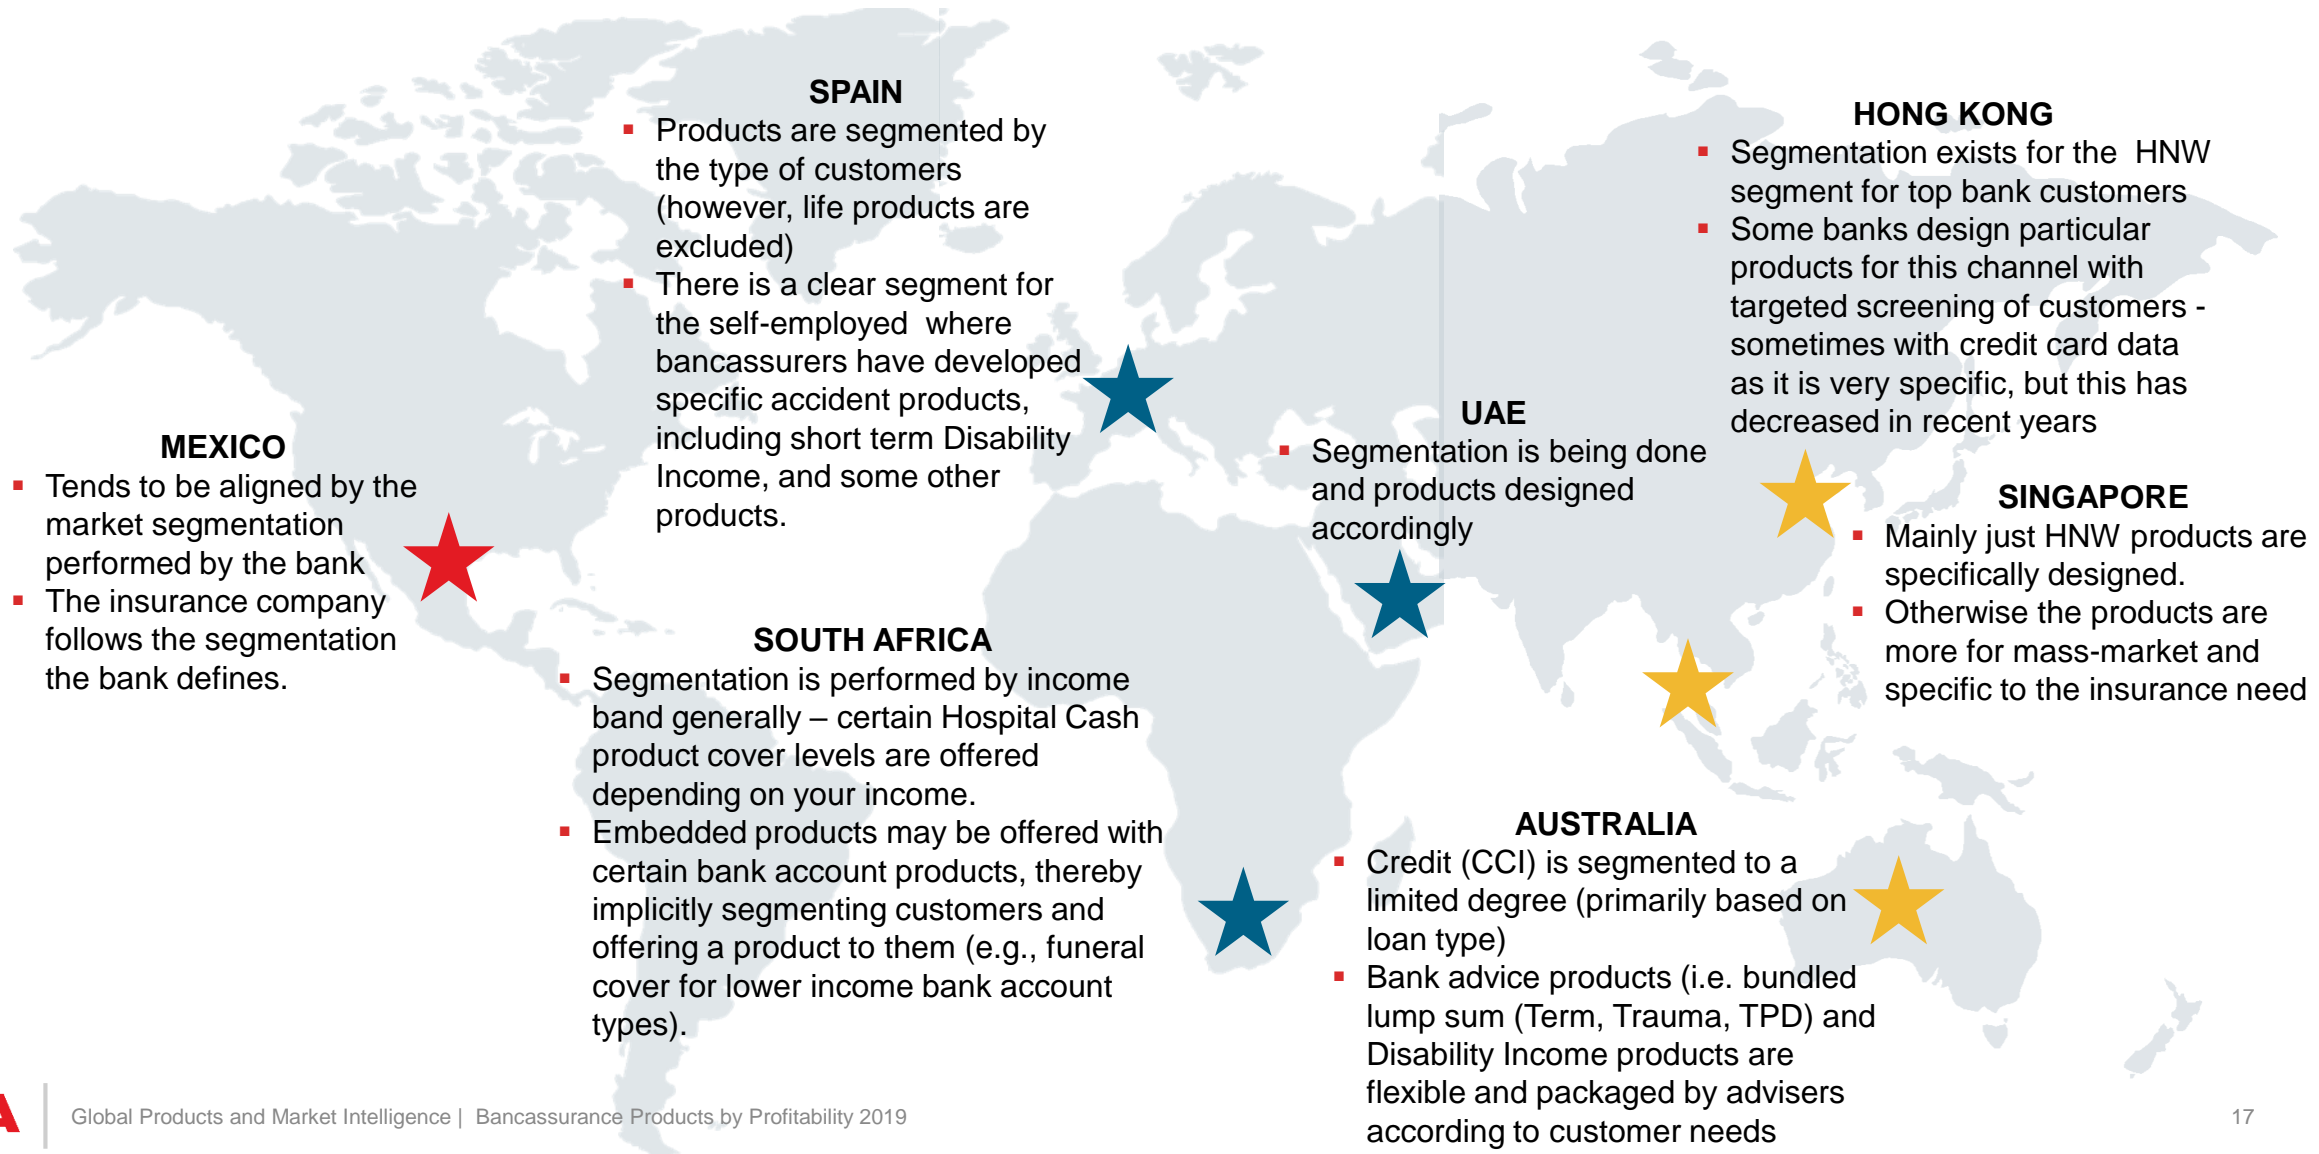 SPAIN
▪ Products are segmented by
the type of customers
(however, life products are
excluded)
▪ There is a clear segment for
the self-employed where
bancassurers have developed
specific accident products,
including short term Disability
Income, and some other
products.
HONG KONG
▪ Segmentation exists for the HNW
segment for top bank customers
▪ Some banks design particular
products for this channel with
targeted screening of customers -
sometimes with credit card data
as it is very specific, but this has
decreased in recent years
MEXICO
▪ Tends to be aligned by the
market segmentation
performed by the bank
▪ The insurance company
follows the segmentation
the bank defines.
UAE
▪ Segmentation is being done
and products designed
accordingly
SINGAPORE
▪ Mainly just HNW products are
specifically designed.
▪ Otherwise the products are
more for mass-market and
specific to the insurance need
SOUTH AFRICA
▪ Segmentation is performed by income
band generally – certain Hospital Cash
product cover levels are offered
depending on your income.
▪ Embedded products may be offered with
certain bank account products, thereby
implicitly segmenting customers and
offering a product to them (e.g., funeral
cover for lower income bank account
types).
AUSTRALIA
▪ Credit (CCI) is segmented to a
limited degree (primarily based on
loan type)
▪ Bank advice products (i.e. bundled
lump sum (Term, Trauma, TPD) and
Disability Income products are
flexible and packaged by advisers
according to customer needs
Global Products and Market Intelligence | Bancassurance Products by Profitability 2019
17